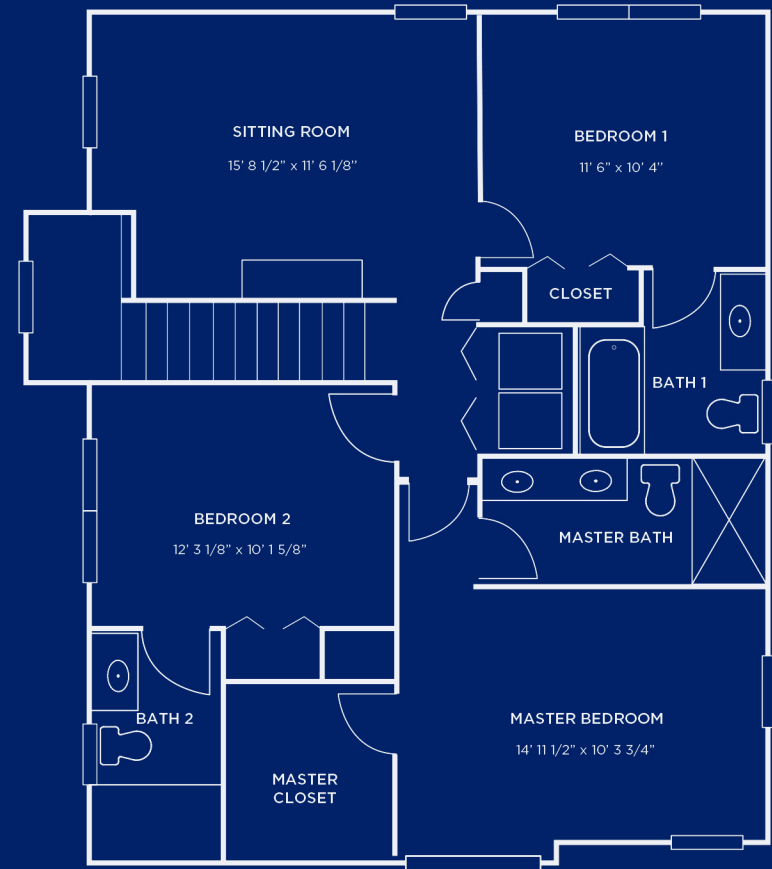 SITTING ROOM
15' 8 1/2" x 11' 6 1/8"
BEDROOM 1
11' 6" x 10' 4"
CLOSET
BATH 1
BEDROOM 2
12' 3 1/8" x 10' 1 5/8"
MASTER BATH
BATH 2
MASTER BEDROOM
14' 11 1/2" x 10' 3 3/4"
MASTER
CLOSET